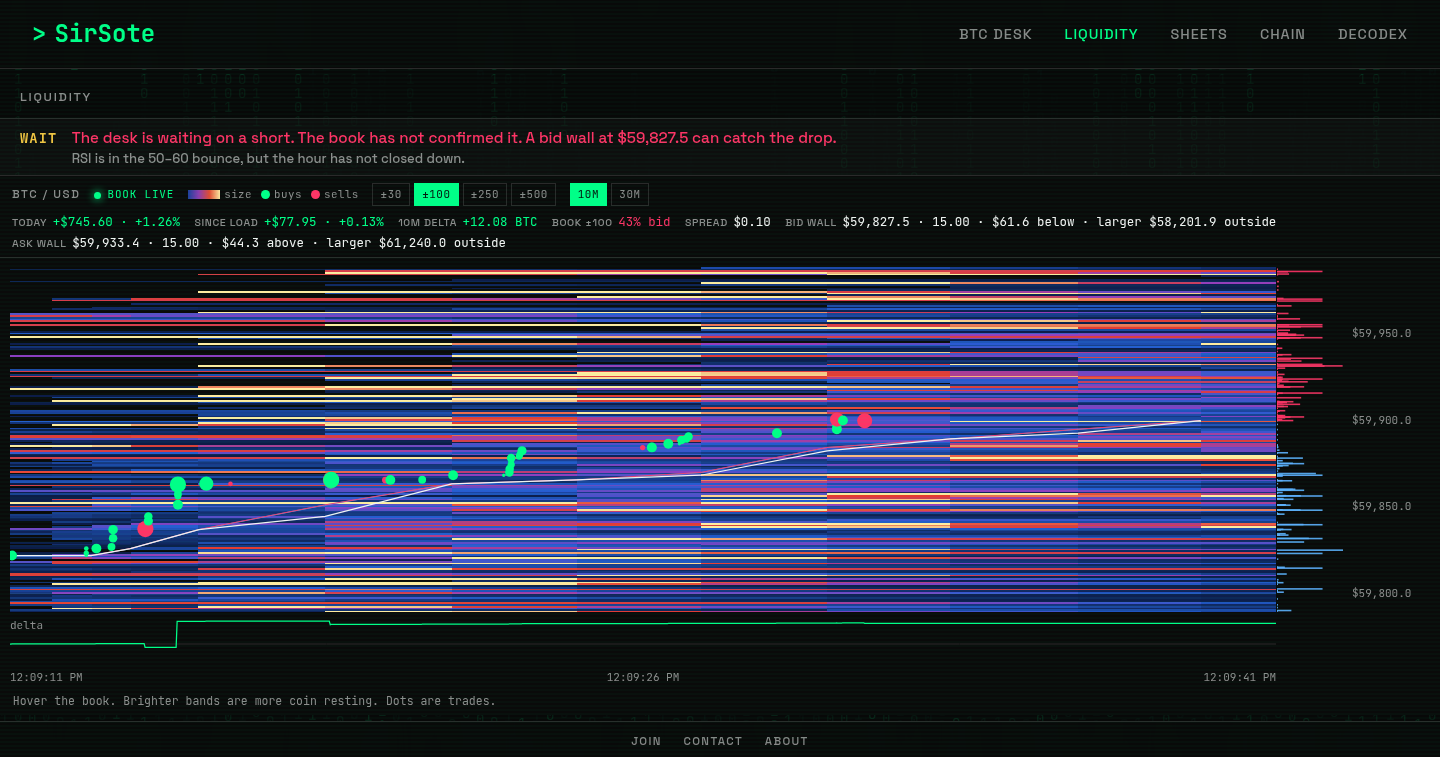 > SirSote
BTC DESK LIQUIDITY SHEETS CHAIN DECODEX
LIQUIDITY
WAIT The desk is waiting on a short. The book has not confirmed it. A bid wall at $59,827.5 can catch the drop.
RSI is in the 50–60 bounce, but the hour has not closed down.
BTC / USD BOOK LIVE size buys sells ±30 ±100 ±250 ±500 10M 30M
TODAY +$745.60 · +1.26% SINCE LOAD +$77.95 · +0.13% 10M DELTA +12.08 BTC BOOK ±100 43% bid SPREAD $0.10 BID WALL $59,827.5 · 15.00 · $61.6 below · larger $58,201.9 outside
ASK WALL $59,933.4 · 15.00 · $44.3 above · larger $61,240.0 outside
$59,950.0
$59,900.0
$59,850.0
$59,800.0
delta
12:09:11 PM 12:09:26 PM 12:09:41 PM
Hover the book. Brighter bands are more coin resting. Dots are trades.
JOIN CONTACT ABOUT